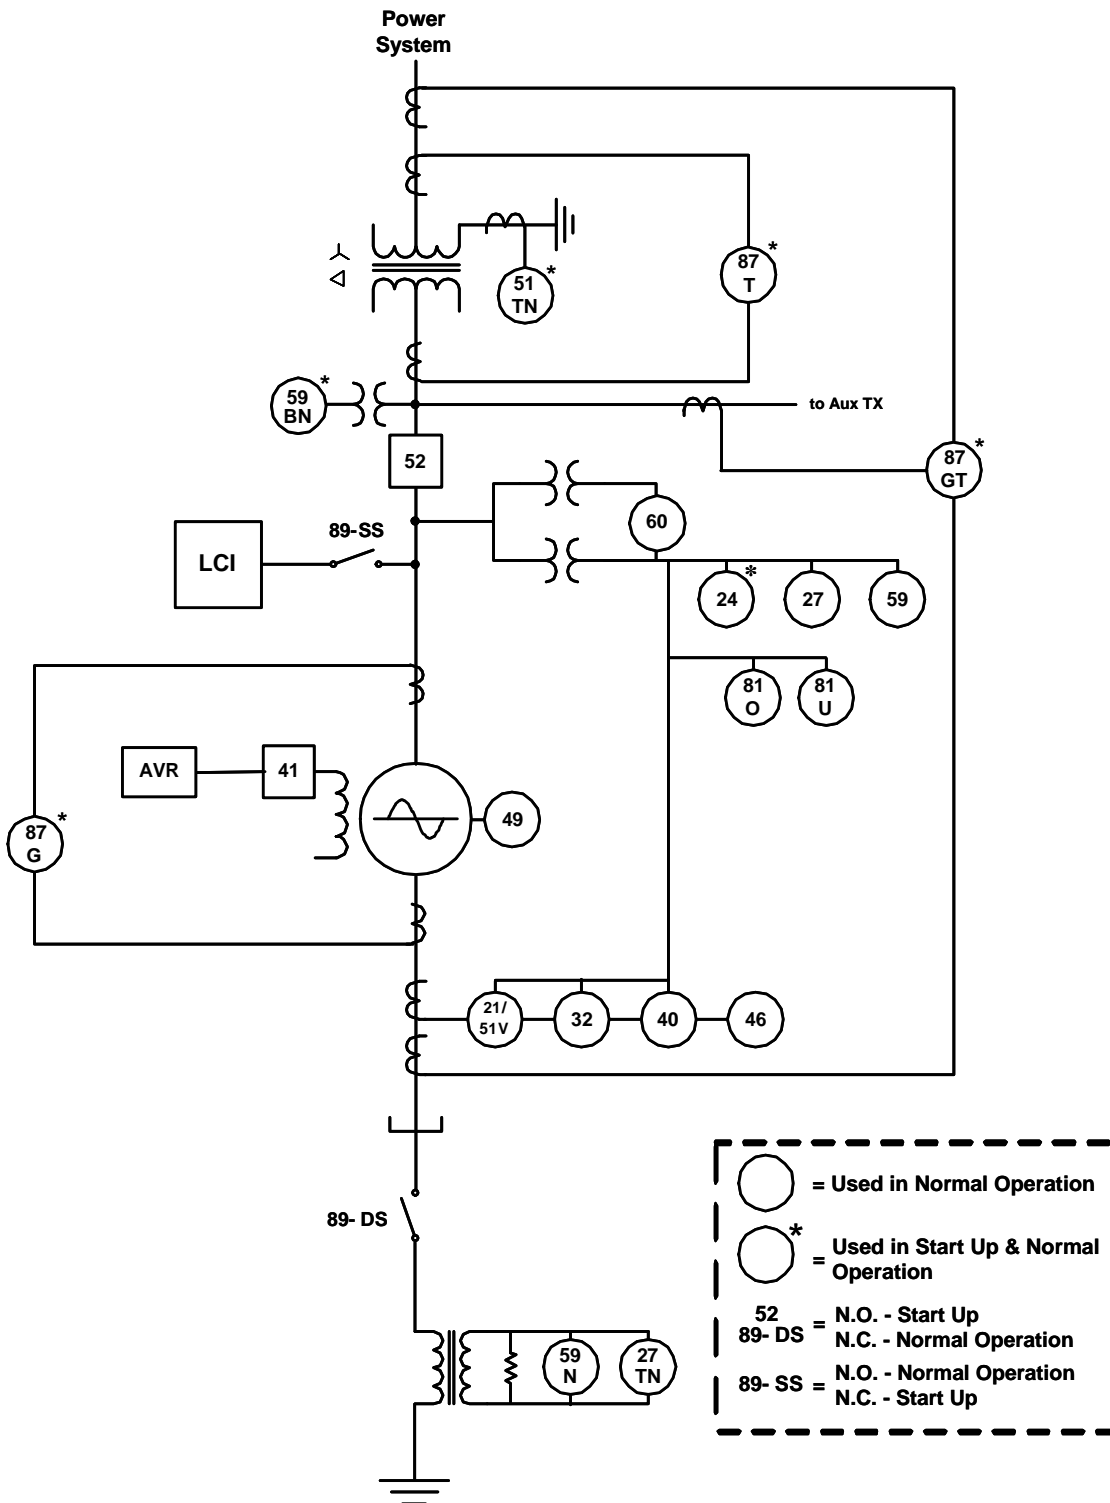 Power
System
87
T
*
51
TN
*
59
BN
*
to Aux TX
52
87
GT
*
60
89-SS
LCI
24
*
27
59
81
O
81
U
AVR
41
49
87
G
*
21/
51V
32
40
46
89- DS
59
N
27
TN
= Used in Normal Operation
*
= Used in Start Up & Normal
Operation
52
89- DS = N.O. - Start Up
N.C. - Normal Operation
89- SS = N.O. - Normal Operation
N.C. - Start Up